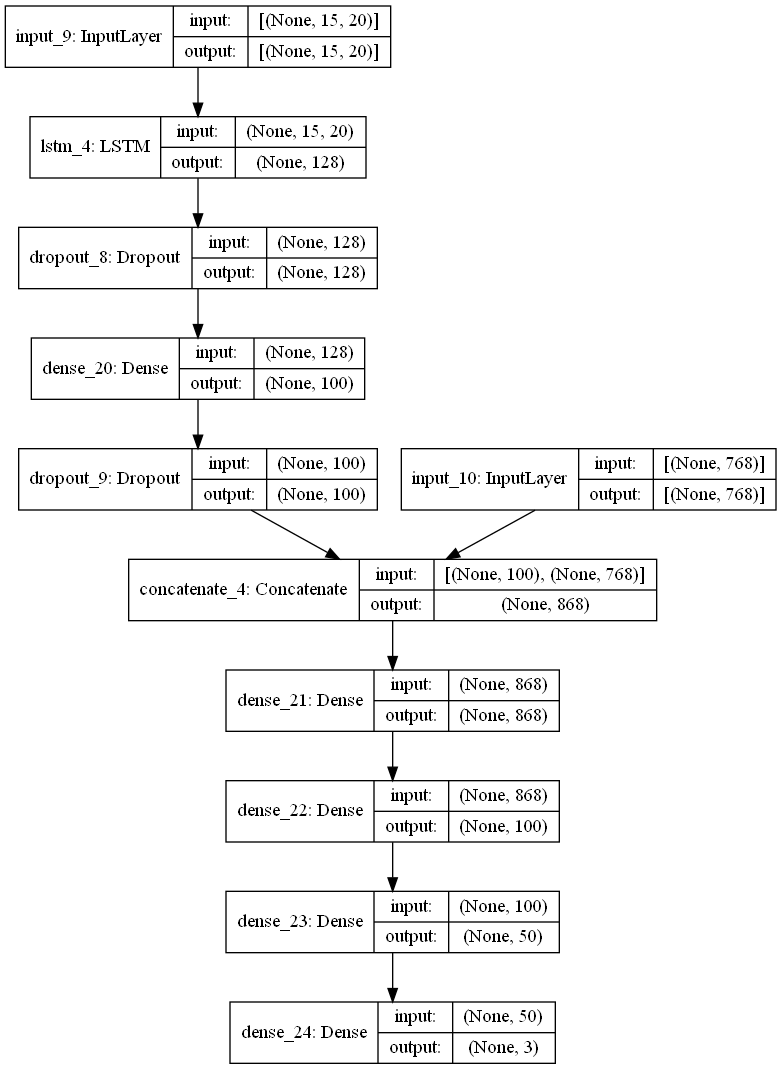 input_9: InputLayer
input: [(None, 15, 20)]
output: [(None, 15, 20)]
lstm_4: LSTM
input: (None, 15, 20)
output: (None, 128)
dropout_8: Dropout
input: (None, 128)
output: (None, 128)
dense_20: Dense
input: (None, 128)
output: (None, 100)
dropout_9: Dropout
input: (None, 100)
output: (None, 100)
input_10: InputLayer
input: [(None, 768)]
output: [(None, 768)]
concatenate_4: Concatenate
input: [(None, 100), (None, 768)]
output: (None, 868)
dense_21: Dense
input: (None, 868)
output: (None, 868)
dense_22: Dense
input: (None, 868)
output: (None, 100)
dense_23: Dense
input: (None, 100)
output: (None, 50)
dense_24: Dense
input: (None, 50)
output: (None, 3)